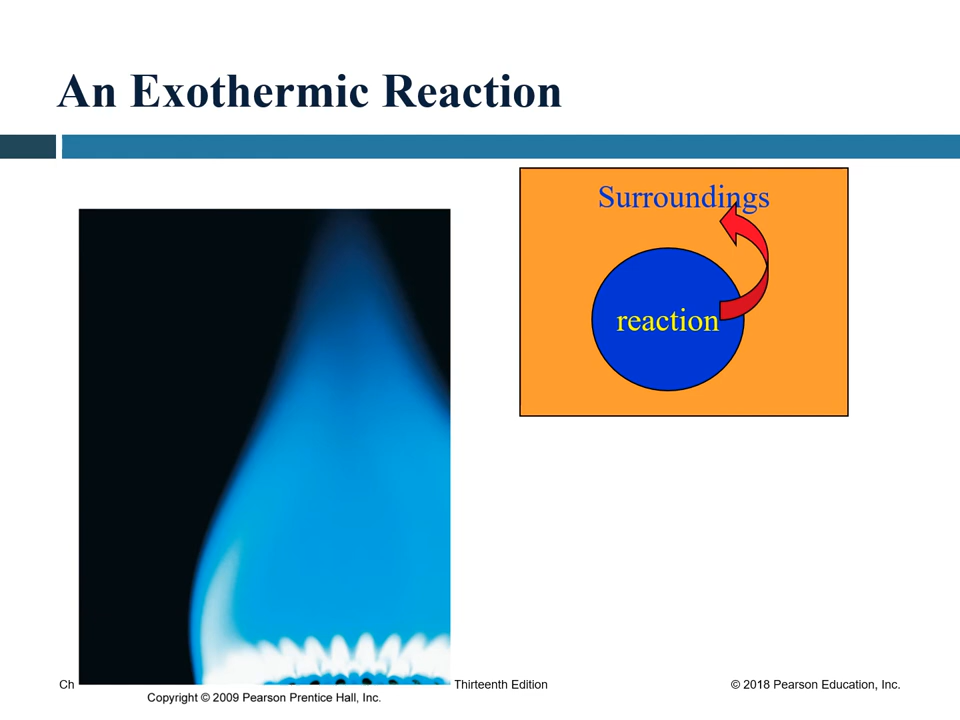 An Exothermic Reaction
Surroundings
reaction
Ch
Thirteenth Edition
© 2018 Pearson Education, Inc.
Copyright © 2009 Pearson Prentice Hall, Inc.